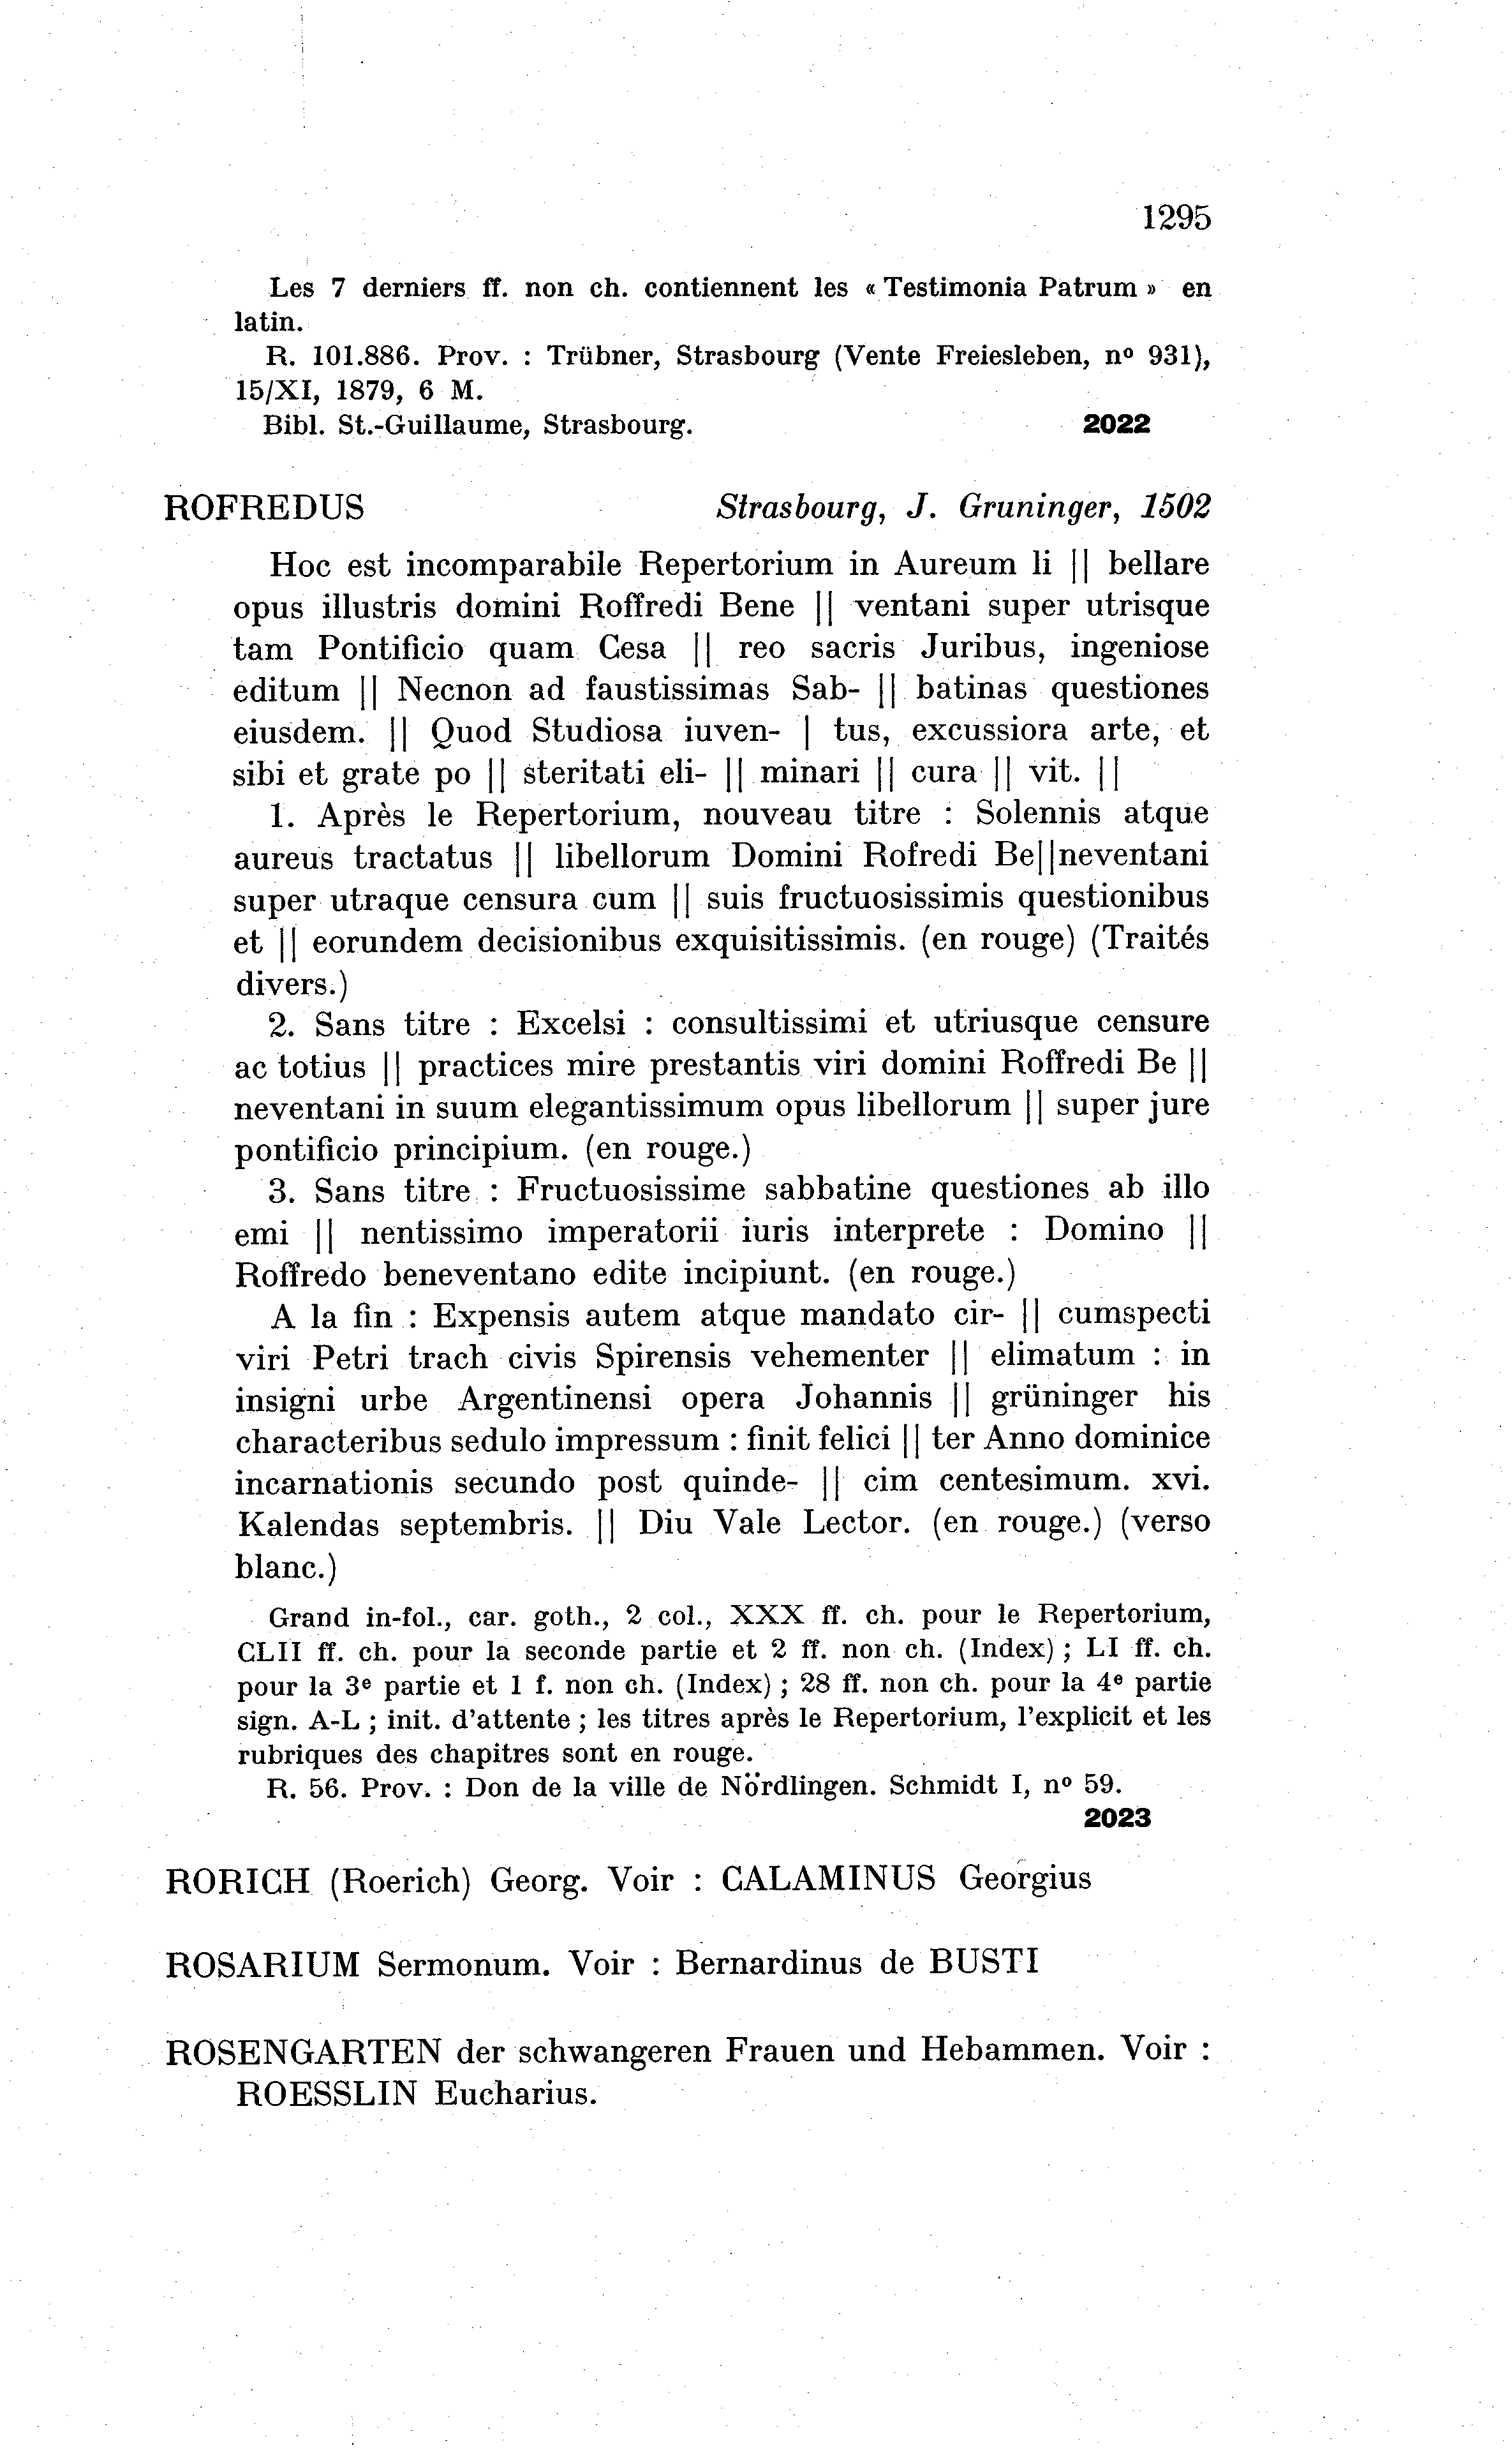 1295
Les 7 derniers ff. non ch. contiennent les « Testimonia Patrum » en
latin.
R. 101.886. Prov. : Trübner, Strasbourg (Vente Freiesleben, nº 931),
15/XI, 1879, 6 M.
Bibl. St.-Guillaume, Strasbourg. 2022
ROFREDUS Strasbourg, J. Gruninger, 1502
Hoc est incomparabile Repertorium in Aureum li || bellare
opus illustris domini Roffredi Bene || ventani super utrisque
tam Pontificio quam Cesa || reo sacris Juribus, ingeniose
editum || Necnon ad faustissimas Sab- || batinas questiones
eiusdem. || Quod Studiosa iuven- | tus, excussiora arte, et
sibi et grate po || steritati eli- || minari || cura || vit. ||
1. Après le Repertorium, nouveau titre : Solennis atque
aureus tractatus || libellorum Domini Rofredi Be||neventani
super utraque censura cum || suis fructuosissimis questionibus
et || eorundem decisionibus exquisitissimis. (en rouge) (Traités
divers.)
2. Sans titre : Excelsi : consultissimi et utriusque censure
ac totius || practices mire prestantis viri domini Roffredi Be ||
neventani in suum elegantissimum opus libellorum || super jure
pontificio principium. (en rouge.)
3. Sans titre : Fructuosissime sabbatine questiones ab illo
emi || nentissimo imperatorii iuris interprete : Domino ||
Roffredo beneventano edite incipiunt. (en rouge.)
A la fin : Expensis autem atque mandato cir- || cumspecti
viri Petri trach civis Spirensis vehementer || elimatum : in
insigni urbe Argentinensi opera Johannis || grüninger his
characteribus sedulo impressum : finit felici || ter Anno dominice
incarnationis secundo post quinde- || cim centesimum. xvi.
Kalendas septembris. || Diu Vale Lector. (en rouge.) (verso
blanc.)
Grand in-fol., car. goth., 2 col., XXX ff. ch. pour le Repertorium,
CLII ff. ch. pour la seconde partie et 2 ff. non ch. (Index) ; LI ff. ch.
pour la 3e partie et 1 f. non ch. (Index) ; 28 ff. non ch. pour la 4e partie
sign. A-L ; init. d'attente ; les titres après le Repertorium, l'explicit et les
rubriques des chapitres sont en rouge.
R. 56. Prov. : Don de la ville de Nördlingen. Schmidt I, nº 59.
2023
RORICH (Roerich) Georg. Voir : CALAMINUS Georgius
ROSARIUM Sermonum. Voir : Bernardinus de BUSTI
ROSENGARTEN der schwangeren Frauen und Hebammen. Voir :
ROESSLIN Eucharius.